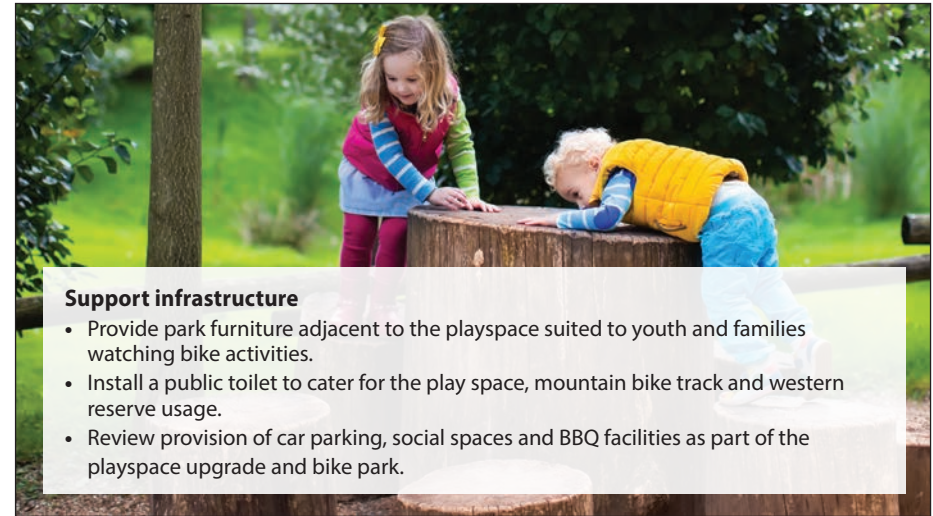 Support infrastructure
• Provide park furniture adjacent to the playspace suited to youth and families
watching bike activities.
• Install a public toilet to cater for the play space, mountain bike track and western
reserve usage.
• Review provision of car parking, social spaces and BBQ facilities as part of the
playspace upgrade and bike park.